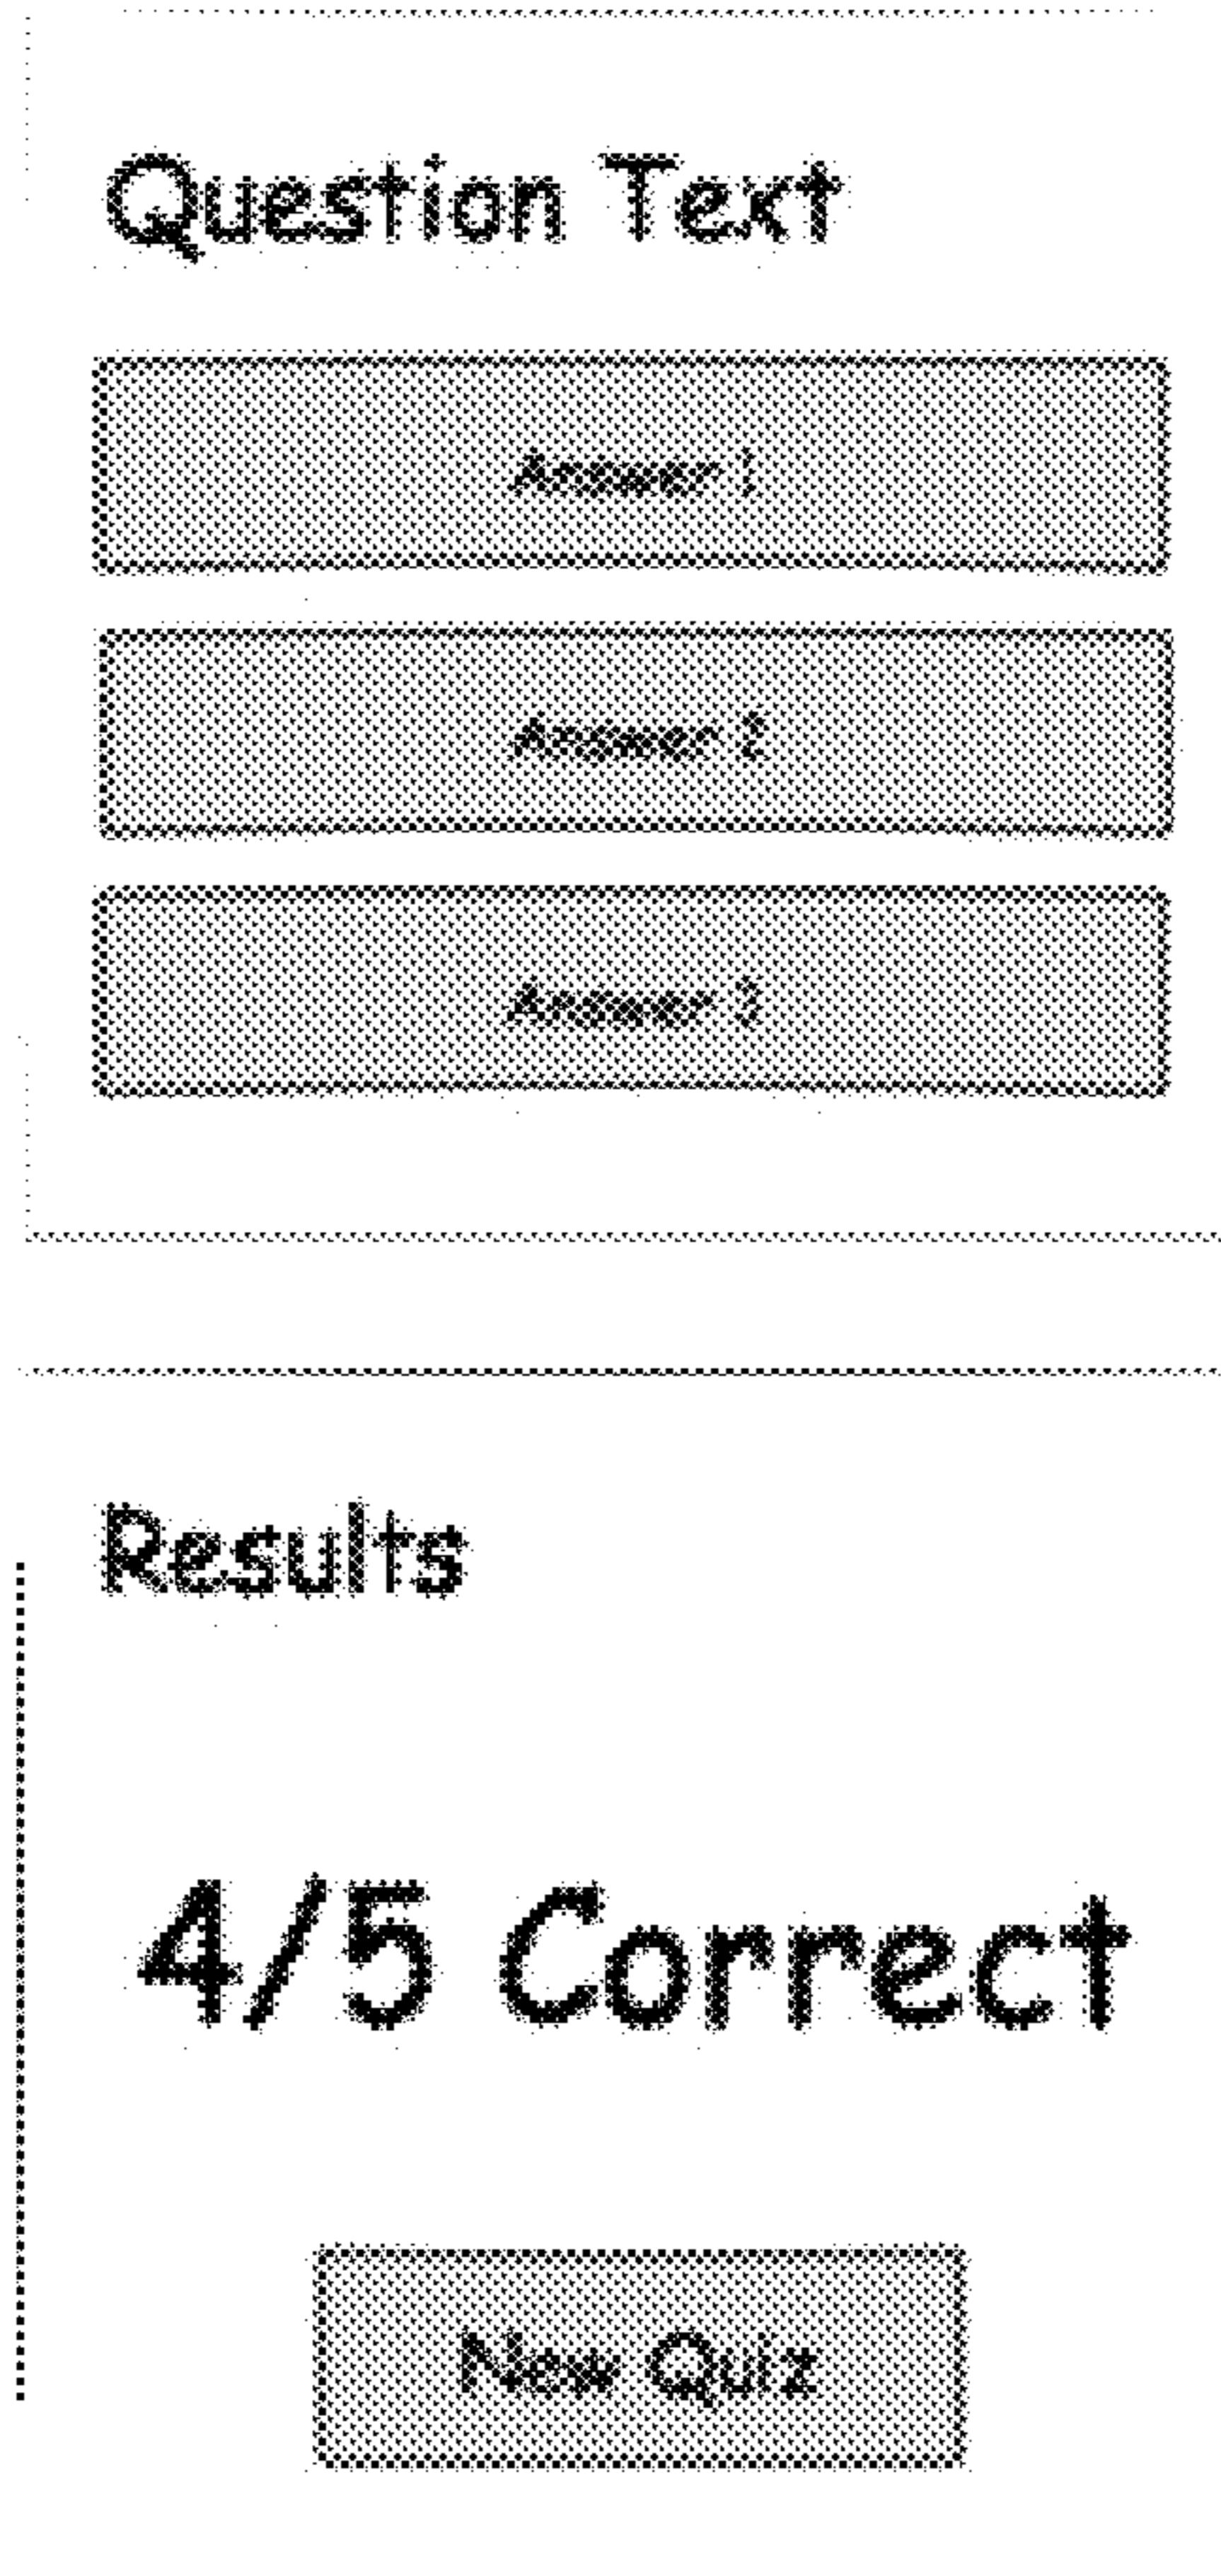 Question Text
Answer 1
Answer 2
Answer 3
Results
4/5 Correct
New Quiz